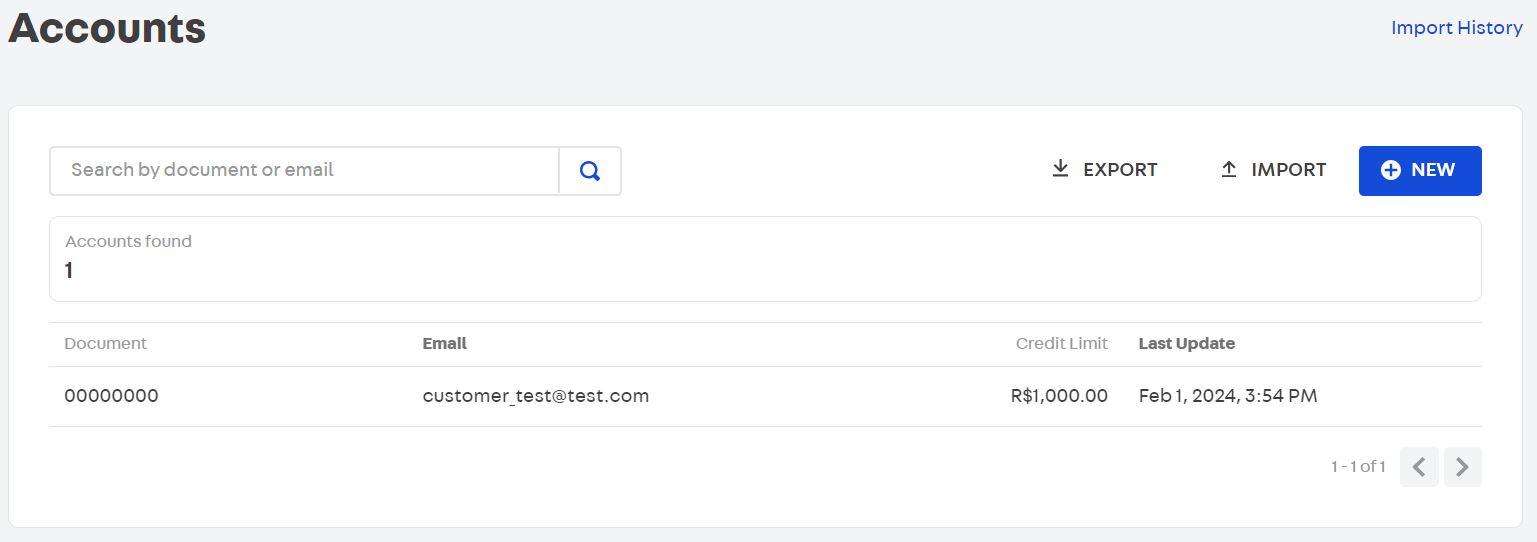 Accounts
Import History
Search by document or email
EXPORT
IMPORT
NEW
Accounts found
1
Document Email Credit Limit Last Update
00000000 customer_test@test.com R$1,000.00 Feb 1, 2024, 3:54 PM
1 - 1 of 1